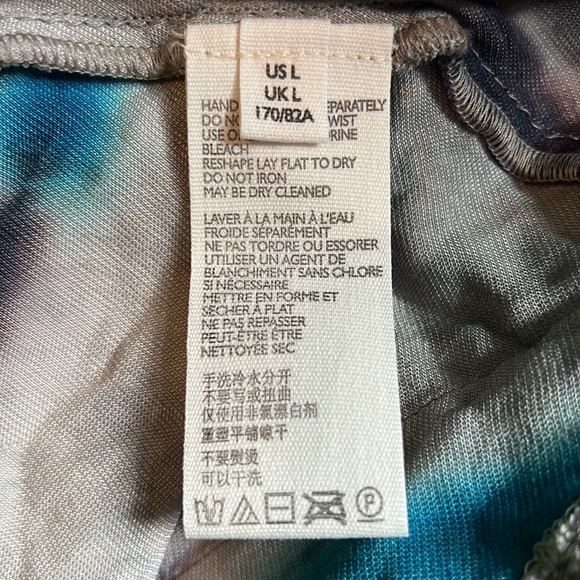 US L
UK L
170/82A
HAND
PARATELY
DO NO
WIST
USE O
RINE
BLEACH
RESHAPE LAY FLAT TO DRY
DO NOT IRON
MAY BE DRY CLEANED
LAVER À LA MAIN À L'EAU
FROIDE SÉPARÉMENT
NE PAS TORDRE OU ESSORER
UTILISER UN AGENT DE
BLANCHIMENT SANS CHLORE
SI NÉCESSAIRE
METTRE EN FORME ET
SÉCHER À PLAT
NE PAS REPASSER
PEUT-ÊTRE ÊTRE
NETTOYÉE SEC
手洗冷水分开
不要写或扭曲
仅使用非氯漂白剂
重塑平铺晾干
不要熨烫
可以干洗
P